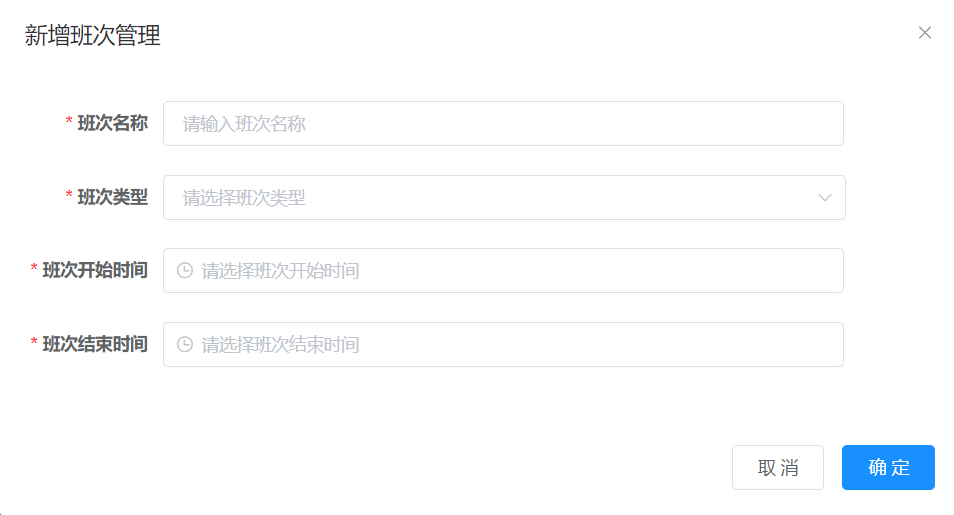 新增班次管理
* 班次名称 请输入班次名称
* 班次类型 请选择班次类型
* 班次开始时间 请选择班次开始时间
* 班次结束时间 请选择班次结束时间
取 消 确 定